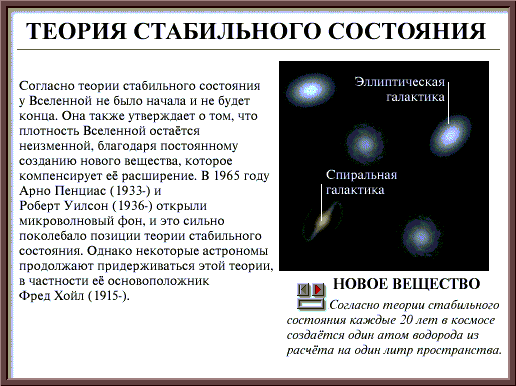 ТЕОРИЯ СТАБИЛЬНОГО СОСТОЯНИЯ
Согласно теории стабильного состояния
у Вселенной не было начала и не будет
конца. Она также утверждает о том, что
плотность Вселенной остаётся
неизменной, благодаря постоянному
созданию нового вещества, которое
компенсирует её расширение. В 1965 году
Арно Пенциас (1933-) и
Роберт Уилсон (1936-) открыли
микроволновый фон, и это сильно
поколебало позиции теории стабильного
состояния. Однако некоторые астрономы
продолжают придерживаться этой теории,
в частности её основоположник
Фред Хойл (1915-).
Эллиптическая
галактика
Спиральная
галактика
НОВОЕ ВЕЩЕСТВО
Согласно теории стабильного
состояния каждые 20 лет в космосе
создаётся один атом водорода из
расчёта на один литр пространства.